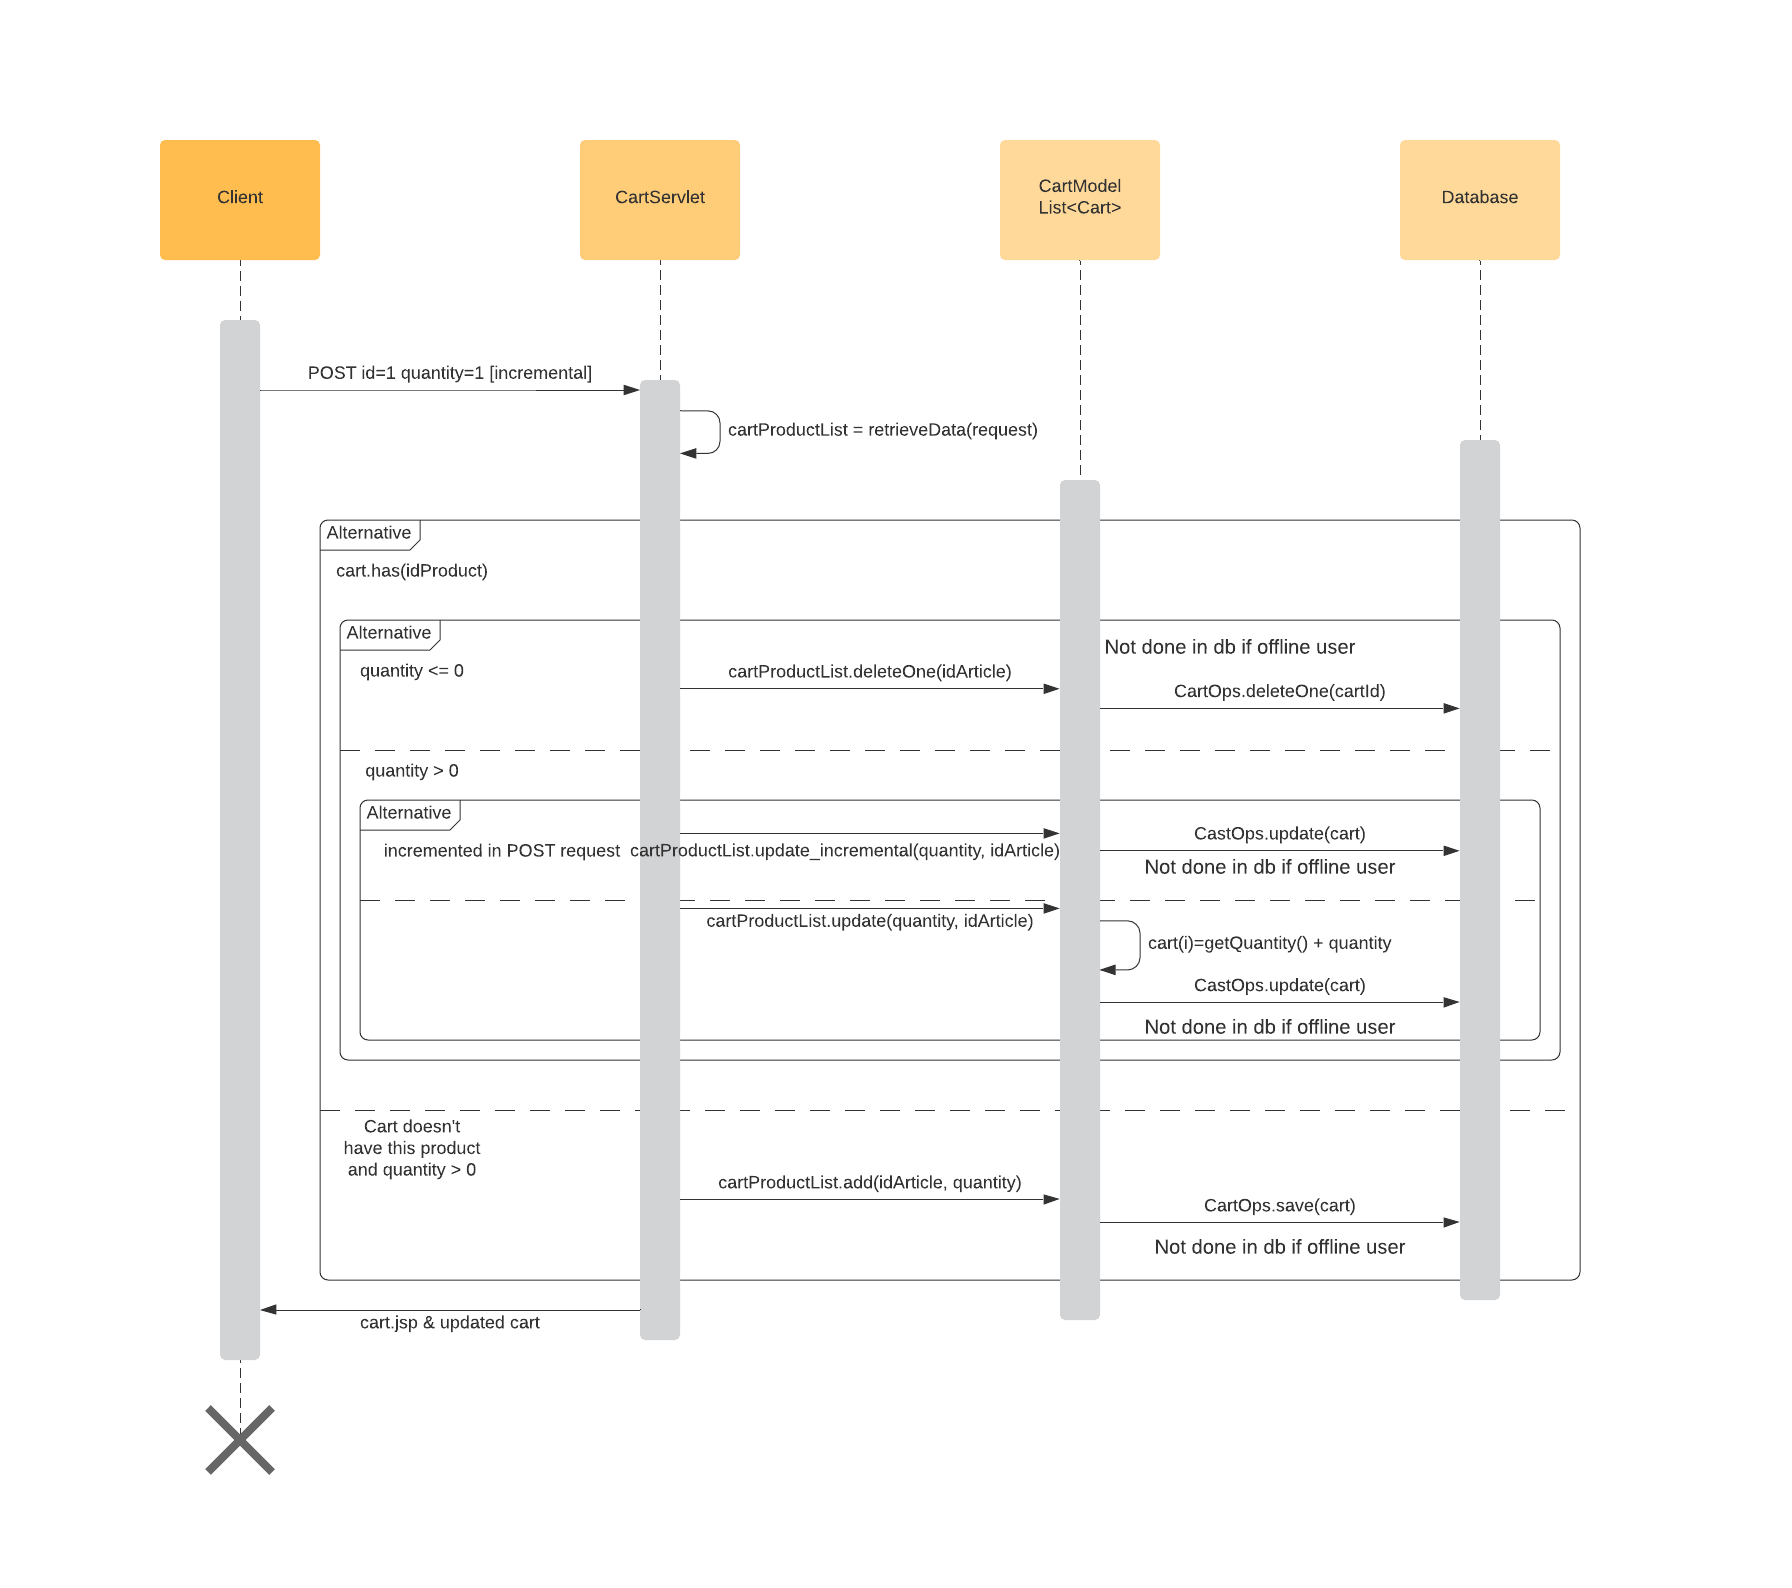 Client
CartServlet
CartModel
List<Cart>
Database
POST id=1 quantity=1 [incremental]
cartProductList = retrieveData(request)
Alternative
cart.has(idProduct)
Alternative
Not done in db if offline user
quantity <= 0
cartProductList.deleteOne(idArticle)
CartOps.deleteOne(cartId)
quantity > 0
Alternative
CastOps.update(cart)
incremented in POST request
cartProductList.update_incremental(quantity, idArticle)
Not done in db if offline user
cartProductList.update(quantity, idArticle)
cart(i)=getQuantity() + quantity
CastOps.update(cart)
Not done in db if offline user
Cart doesn't
have this product
and quantity > 0
cartProductList.add(idArticle, quantity)
CartOps.save(cart)
Not done in db if offline user
cart.jsp & updated cart